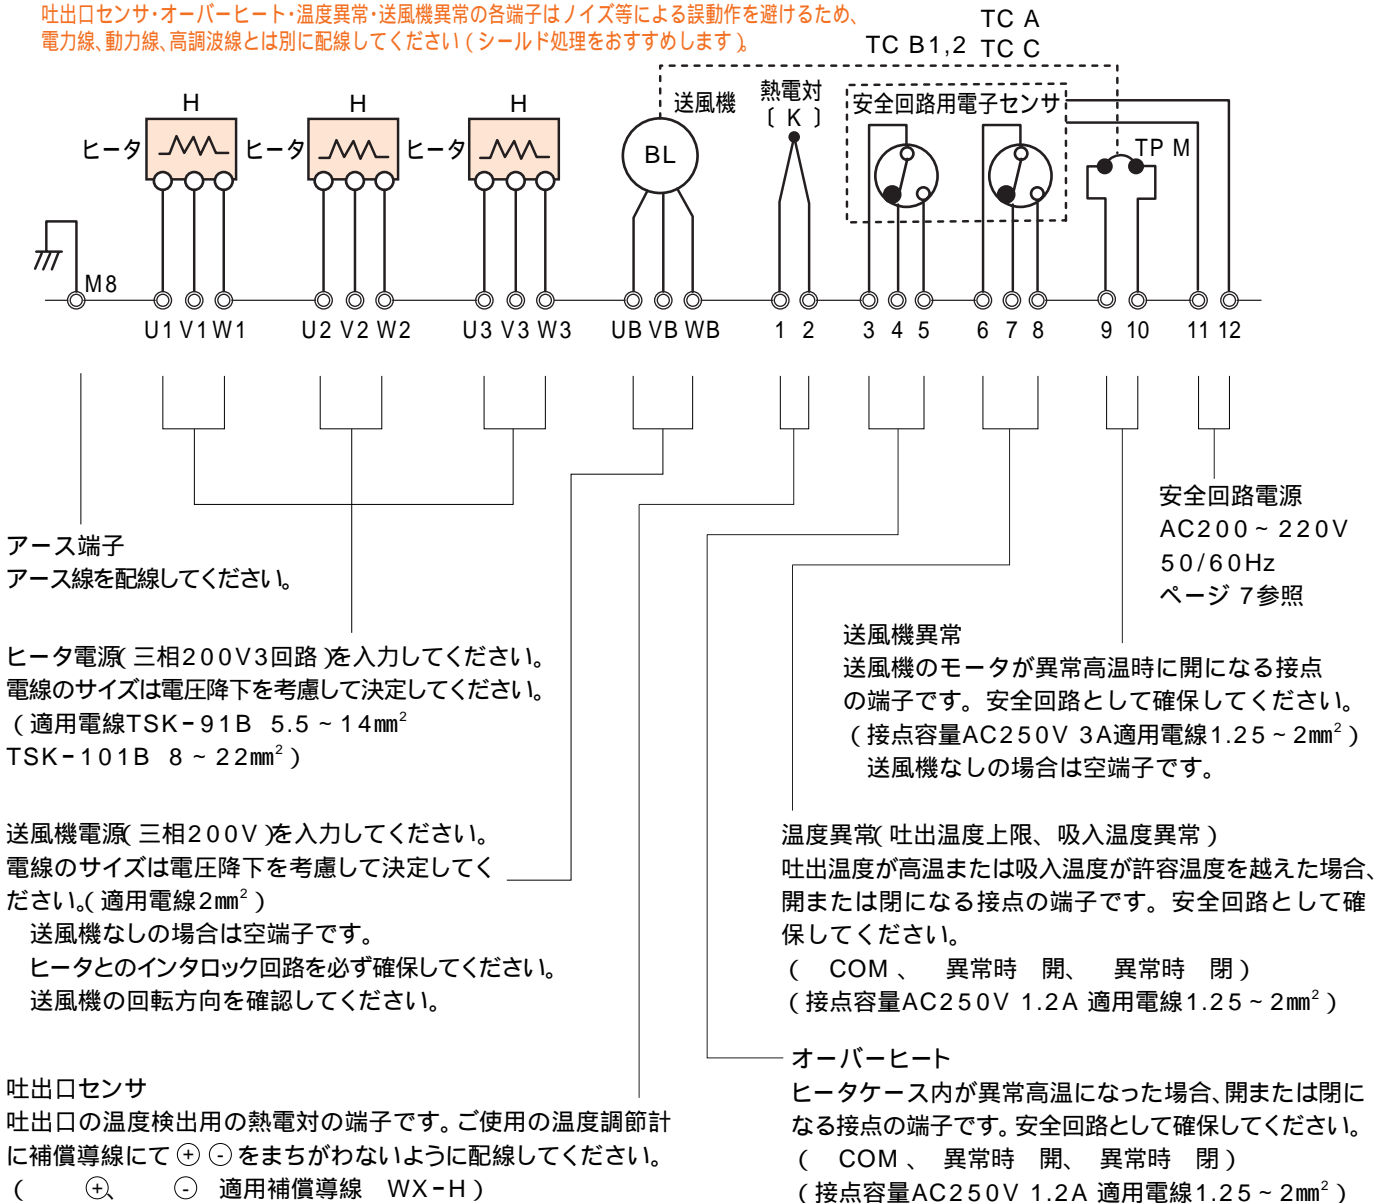 吐出口センサ・オーバーヒート・温度異常・送風機異常の各端子はノイズ等による誤動作を避けるため、
電力線、動力線、高調波線とは別に配線してください（シールド処理をおすすめします）。
TC A
TC B1,2 TC C
H H H 送風機 熱電対 安全回路用電子センサ
〔 K 〕
ヒータ ヒータ ヒータ BL TP M
M8
U1 V1 W1 U2 V2 W2 U3 V3 W3 UB VB WB 1 2 3 4 5 6 7 8 9 10 11 12
安全回路電源
AC200～220V
50/60Hz
ページ 7参照
アース端子
アース線を配線してください。
ヒータ電源（三相200V3回路）を入力してください。
電線のサイズは電圧降下を考慮して決定してください。
（適用電線TSK-91B 5.5～14mm²
TSK-101B 8～22mm²）
送風機異常
送風機のモータが異常高温時に開になる接点
の端子です。安全回路として確保してください。
（接点容量AC250V 3A適用電線1.25～2mm²）
送風機なしの場合は空端子です。
送風機電源（三相200V）を入力してください。
電線のサイズは電圧降下を考慮して決定してく
ださい。（適用電線2mm²）
送風機なしの場合は空端子です。
ヒータとのインタロック回路を必ず確保してください。
送風機の回転方向を確認してください。
温度異常（吐出温度上限、吸入温度異常）
吐出温度が高温または吸入温度が許容温度を越えた場合、
開または閉になる接点の端子です。安全回路として確
保してください。
（ COM 、 異常時 開、 異常時 閉）
（接点容量AC250V 1.2A 適用電線1.25～2mm²）
吐出口センサ
吐出口の温度検出用の熱電対の端子です。ご使用の温度調節計
に補償導線にて⊕⊖をまちがわないように配線してください。
（ ⊕、 ⊖ 適用補償導線 WX-H）
オーバーヒート
ヒータケース内が異常高温になった場合、開または閉に
なる接点の端子です。安全回路として確保してください。
（ COM 、 異常時 開、 異常時 閉）
（接点容量AC250V 1.2A 適用電線1.25～2mm²）